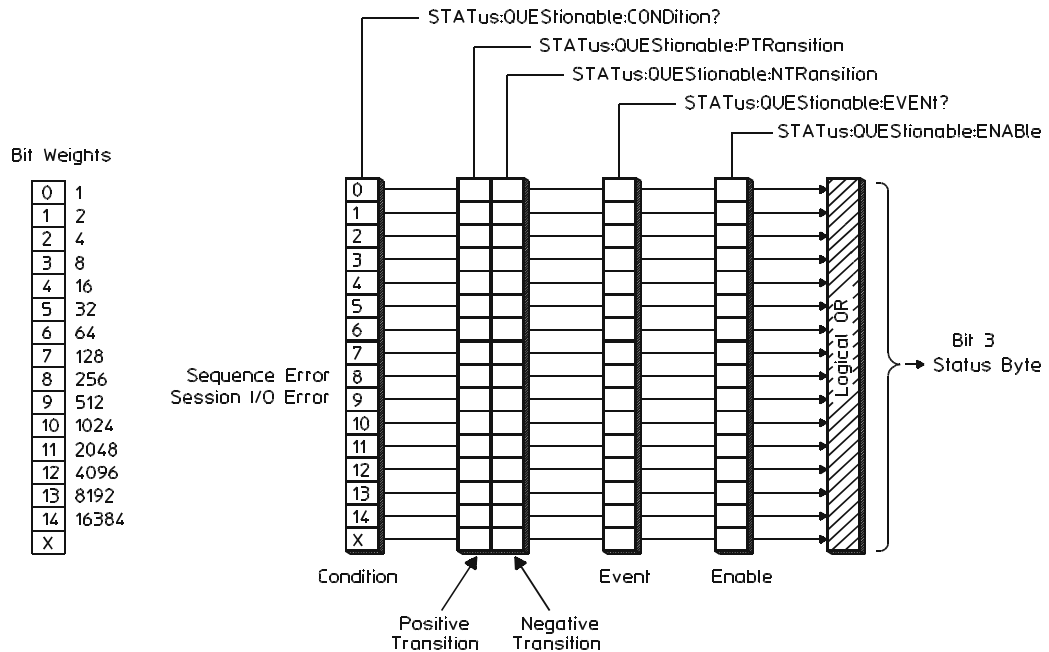 STATus:QUEStionable:CONDition?
STATus:QUEStionable:PTRansition
STATus:QUEStionable:NTRansition
STATus:QUEStionable:EVENt?
STATus:QUEStionable:ENABle
Bit Weights
0 1
1 2
2 4
3 8
4 16
5 32
6 64
7 128
8 256
9 512
10 1024
11 2048
12 4096
13 8192
14 16384
X
0
1
2
3
4
5
6
7
Sequence Error 8
Session I/O Error 9
10
11
12
13
14
X
Logical OR
Bit 3
Status Byte
Condition
Event
Enable
Positive
Transition
Negative
Transition